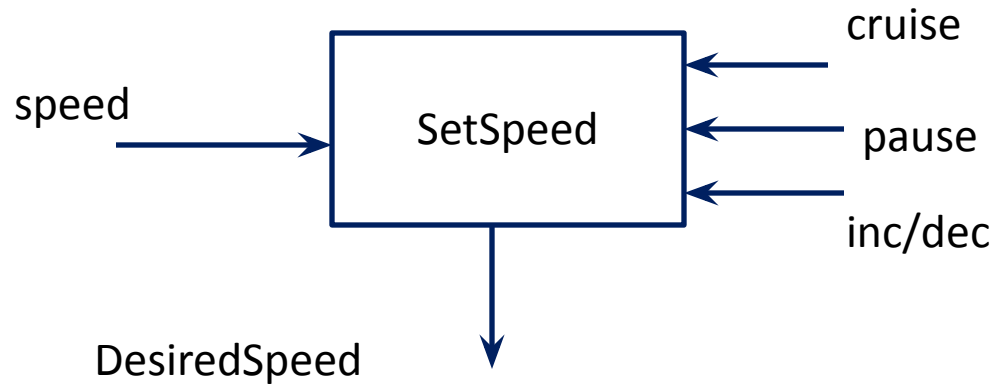 cruise
speed
SetSpeed
pause
inc/dec
DesiredSpeed